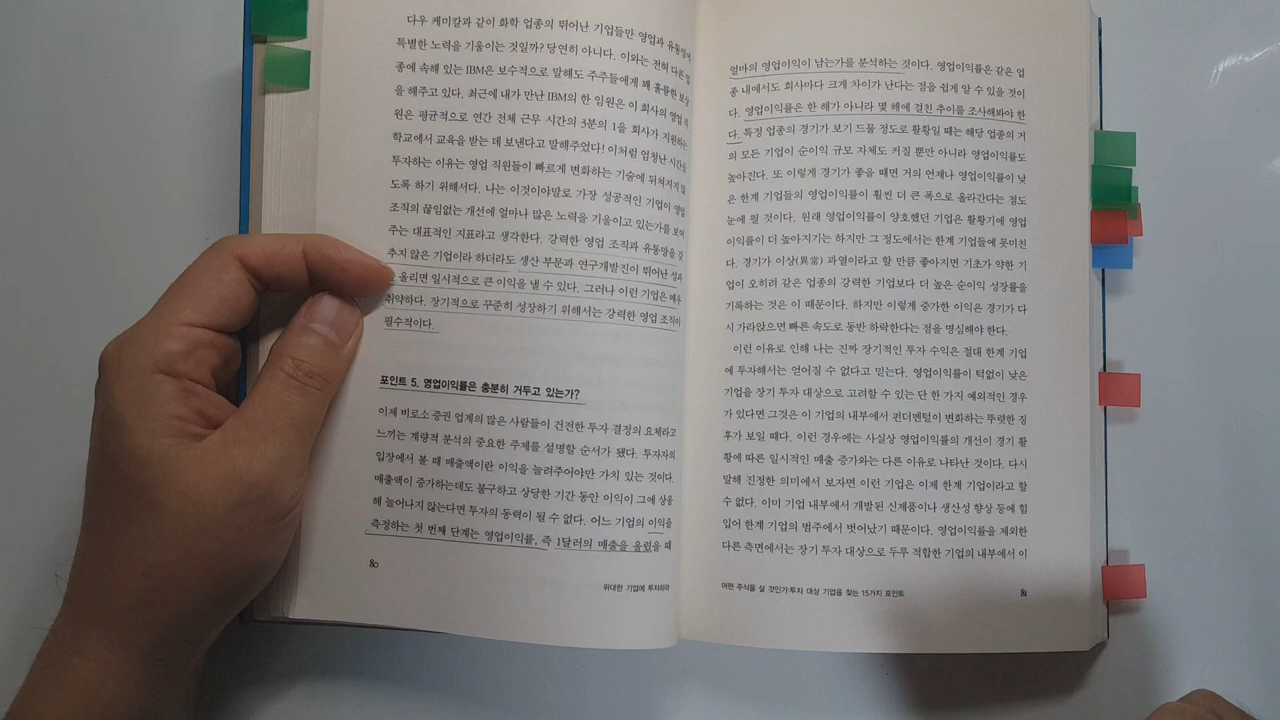 다우 케미칼과 같이 화학 업종의 뛰어난 기업들만 영업과 유통망에
특별한 노력을 기울이는 것일까? 당연히 아니다. 이와는 전혀 다른 업
종에 속해 있는 IBM은 보수적으로 말해도 주주들에게 꽤 훌륭한 보상
을 해주고 있다. 최근에 내가 만난 IBM의 한 임원은 이 회사의 영업
원은 평균적으로 연간 전체 근무 시간의 3분의 1을 회사가 지원하는
학교에서 교육을 받는 데 보낸다고 말해주었다! 이처럼 엄청난 시간을
투자하는 이유는 영업 직원들이 빠르게 변화하는 기술에 뒤처지지 않
도록 하기 위해서다. 나는 이것이야말로 가장 성공적인 기업이 영업
조직의 끊임없는 개선에 얼마나 많은 노력을 기울이고 있는가를 보여
주는 대표적인 지표라고 생각한다. 강력한 영업 조직과 유통망을 갖
추지 않은 기업이라 하더라도 생산 부문과 연구개발진이 뛰어난 성과
올리면 일시적으로 큰 이익을 낼 수 있다. 그러나 이런 기업은 매우
취약하다. 장기적으로 꾸준히 성장하기 위해서는 강력한 영업 조직이
필수적이다.
포인트 5. 영업이익률은 충분히 거두고 있는가?
이제 비로소 증권 업계의 많은 사람들이 건전한 투자 결정의 요체라고
느끼는 계량적 분석의 중요한 주제를 설명할 순서가 됐다. 투자자의
입장에서 볼 때 매출액이란 이익을 늘려주어야만 가치 있는 것이다.
매출액이 증가하는데도 불구하고 상당한 기간 동안 이익이 그에 상응
해 늘어나지 않는다면 투자의 동력이 될 수 없다. 어느 기업의 이익을
측정하는 첫 번째 단계는 영업이익률, 즉 1달러의 매출을 올렸을 때
80
위대한 기업에 투자하라
얼마의 영업이익이 남는가를 분석하는 것이다. 영업이익률은 같은 업
종 내에서도 회사마다 크게 차이가 난다는 점을 쉽게 알 수 있을 것이
다. 영업이익률은 한 해가 아니라 몇 해에 걸친 추이를 조사해봐야 한
다. 특정 업종의 경기가 보기 드물 정도로 활황일 때는 해당 업종의 거
의 모든 기업이 순이익 규모 자체도 커질 뿐만 아니라 영업이익률도
높아진다. 또 이렇게 경기가 좋을 때면 거의 언제나 영업이익률이 낮
은 한계 기업들의 영업이익률이 훨씬 더 큰 폭으로 올라간다는 점도
눈에 띌 것이다. 원래 영업이익률이 양호했던 기업은 활황기에 영업
이익률이 더 높아지기는 하지만 그 정도에서는 한계 기업들에 못미친
다. 경기가 이상(異常) 과열이라고 할 만큼 좋아지면 기초가 약한 기
업이 오히려 같은 업종의 강력한 기업보다 더 높은 순이익 성장률을
기록하는 것은 이 때문이다. 하지만 이렇게 증가한 이익은 경기가 다
시 가라앉으면 빠른 속도로 동반 하락한다는 점을 명심해야 한다.
이런 이유로 인해 나는 진짜 장기적인 투자 수익은 절대 한계 기업
에 투자해서는 얻어질 수 없다고 믿는다. 영업이익률이 턱없이 낮은
기업을 장기 투자 대상으로 고려할 수 있는 단 한 가지 예외적인 경우
가 있다면 그것은 이 기업의 내부에서 펀더멘털이 변화하는 뚜렷한 징
후가 보일 때다. 이런 경우에는 사실상 영업이익률의 개선이 경기 활
황에 따른 일시적인 매출 증가와는 다른 이유로 나타난 것이다. 다시
말해 진정한 의미에서 보자면 이런 기업은 이제 한계 기업이라고 할
수 없다. 이미 기업 내부에서 개발된 신제품이나 생산성 향상 등에 힘
입어 한계 기업의 범주에서 벗어났기 때문이다. 영업이익률을 제외한
다른 측면에서는 장기 투자 대상으로 두루 적합한 기업의 내부에서 이
어떤 주식을 살 것인가:투자 대상 기업을 찾는 15가지 포인트
81